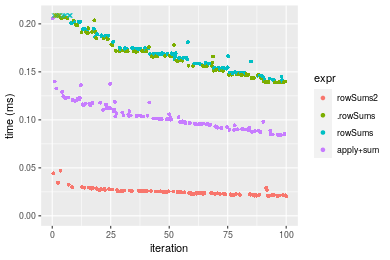 0.20
0.15
0.10
0.05
0.00
time (ms)
0
25
50
75
100
iteration
expr
rowSums2
.rowSums
rowSums
apply+sum